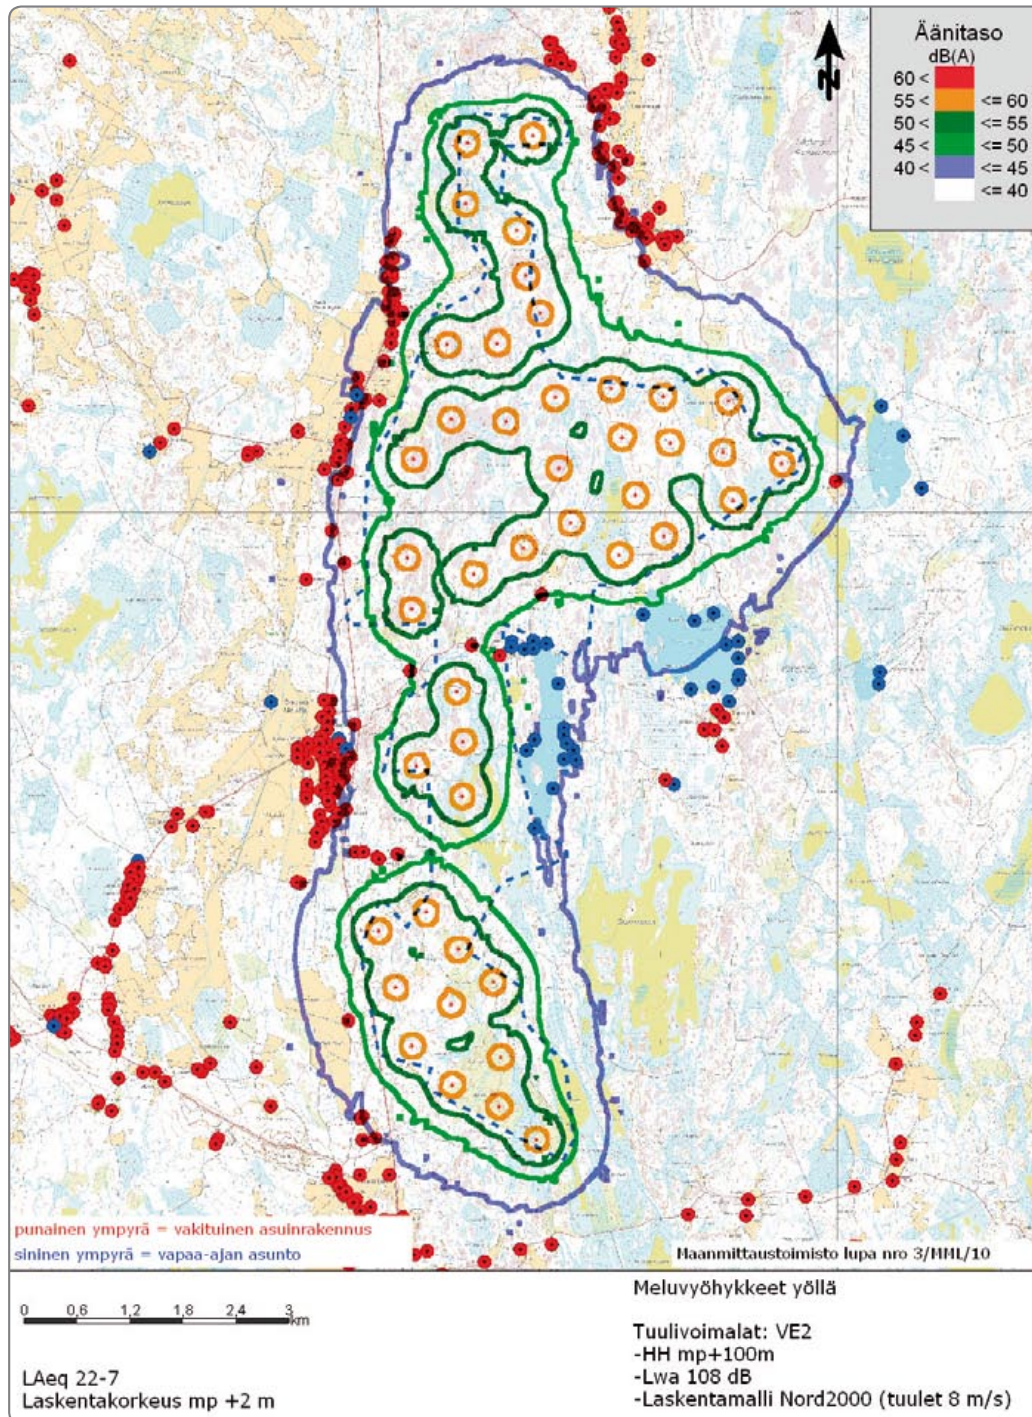 Äänitaso
dB(A)
60 <
55 < <= 60
50 < <= 55
45 < <= 50
40 < <= 45
<= 40
N
punainen ympyrä = vakituinen asuinrakennus
sininen ympyrä = vapaa-ajan asunto
Maanmittaustoimisto lupa nro 3/MML/10
0 0,6 1,2 1,8 2,4 3
km
LAeq 22-7
Laskentakorkeus mp +2 m
Meluvyöhykkeet yöllä
Tuulivoimalat: VE2
-HH mp+100m
-Lwa 108 dB
-Laskentamalli Nord2000 (tuulet 8 m/s)